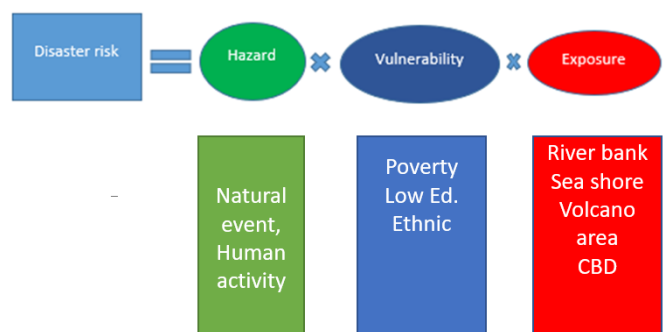 Disaster risk
=
Hazard
×
Vulnerability
×
Exposure
Natural
event,
Human
activity
Poverty
Low Ed.
Ethnic
River bank
Sea shore
Volcano
area
CBD